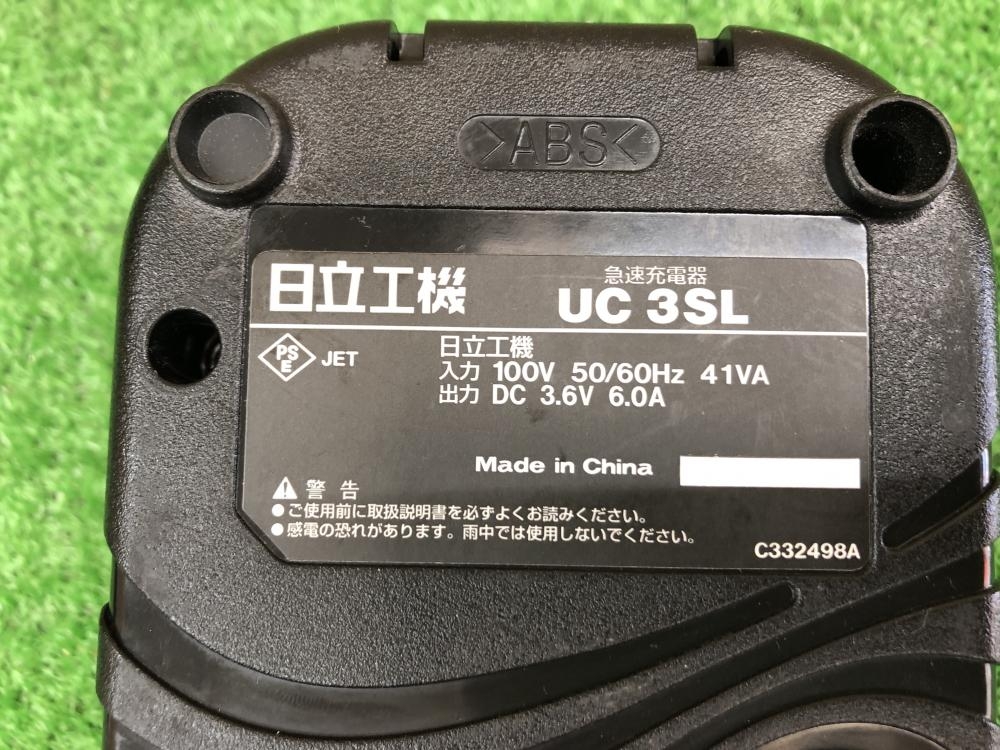 >ABS<
日立工機
急速充電器
UC 3SL
PS
E
JET
日立工機
入力 100V 50/60Hz 41VA
出力 DC 3.6V 6.0A
Made in China
警告
●ご使用前に取扱説明書を必ずよくお読みください。
●感電の恐れがあります。雨中では使用しないでください。
C332498A